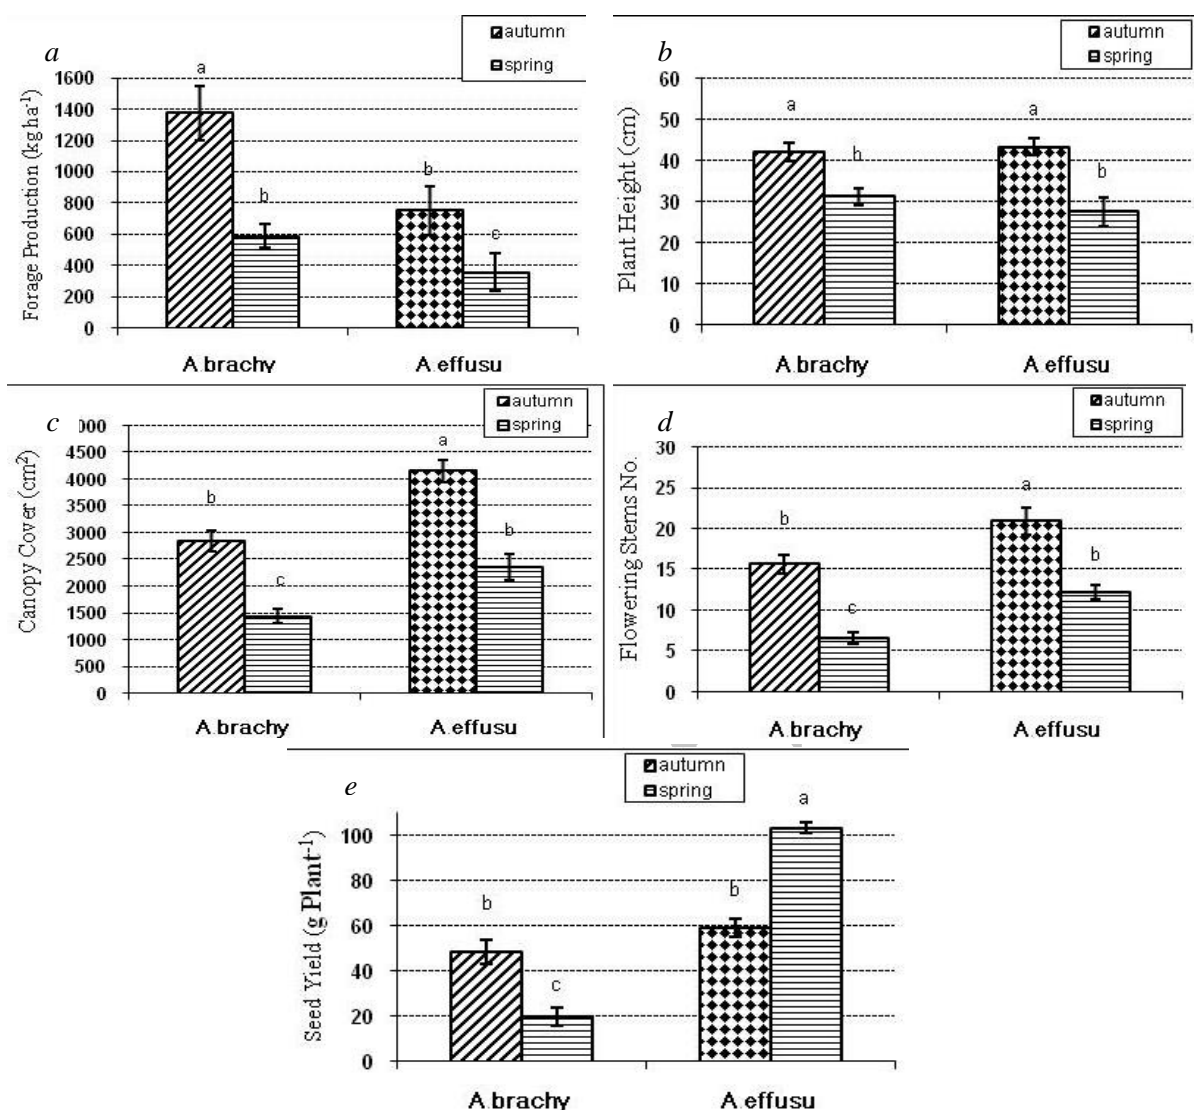 a
autumn
spring
Forage Production (kg ha-1)
1600
1400
1200
1000
800
600
400
200
0
a
b
b
c
A.brachy
A.effusu
b
autumn
spring
Plant Height (cm)
60
50
40
30
20
10
0
a
b
a
b
A.brachy
A.effusu
c
autumn
spring
Canopy Cover (cm2)
000
4500
4000
3500
3000
2500
2000
1500
1000
500
0
b
c
a
b
A.brachy
A.effusu
d
autumn
spring
Flowering Stems No.
30
25
20
15
10
5
0
b
c
a
b
A.brachy
A.effusu
e
autumn
spring
Seed Yield (g Plant-1)
100
80
60
40
20
0
b
c
b
a
A.brachy
A.effusu